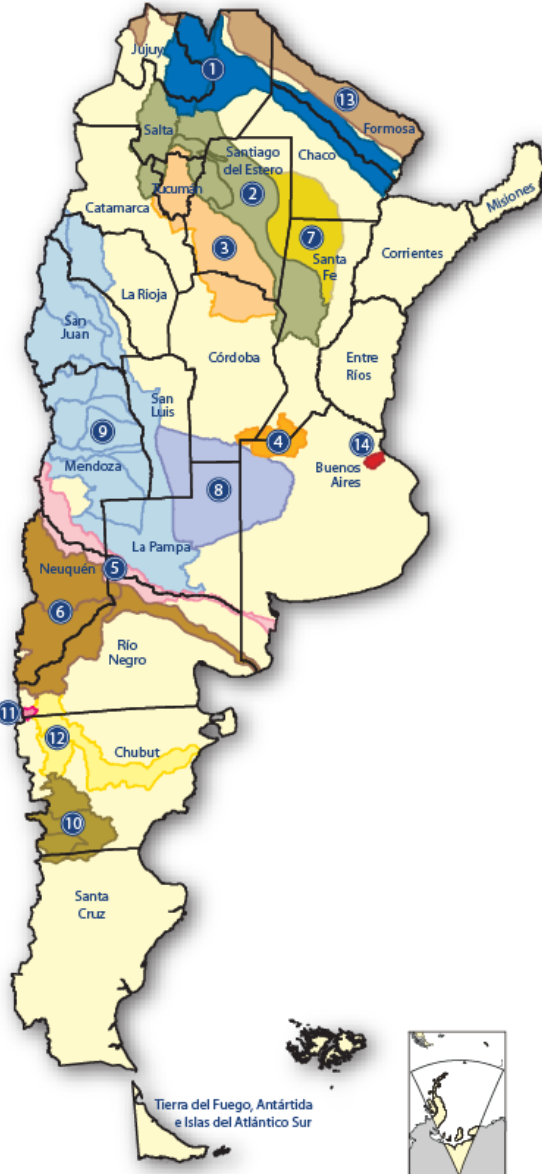 Jujuy
1
13
Formosa
Salta
Santiago
del Estero
Chaco
Tucumán
2
Misiones
Catamarca
7
3
Santa
Fe
Corrientes
La Rioja
San
Juan
Córdoba
Entre
Ríos
San
Luis
9
4
14
Mendoza
Buenos
Aires
8
La Pampa
Neuquén
5
6
Río
Negro
11
12
Chubut
10
Santa
Cruz
Tierra del Fuego, Antártida
e Islas del Atlántico Sur